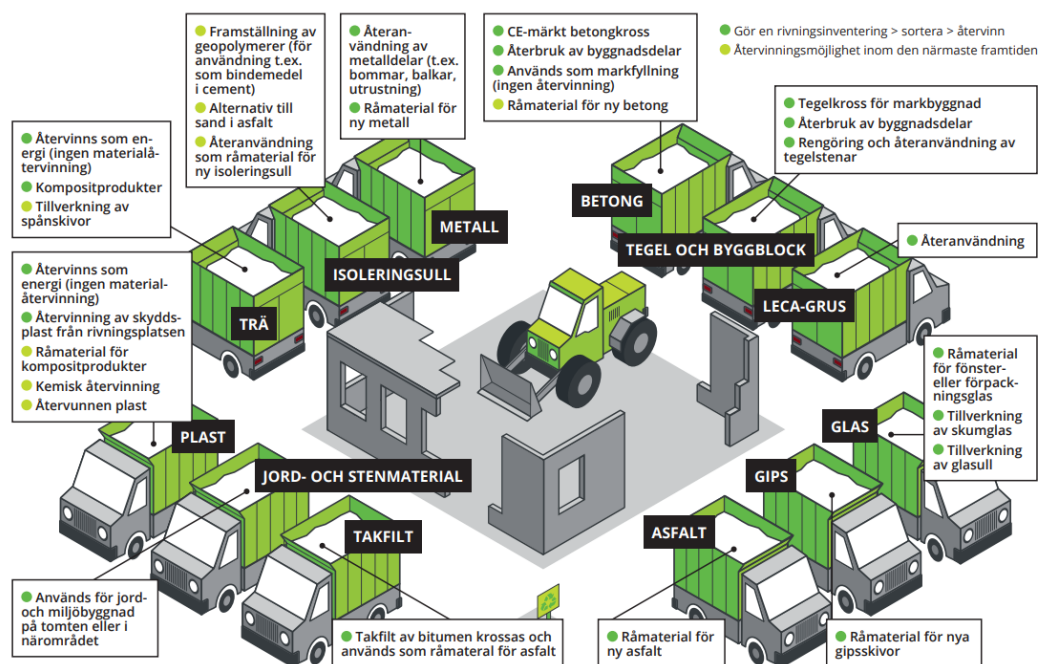 Framställning av
geopolymerer (för
användning t.ex.
som bindemedel
i cement)
Alternativ till
sand i asfalt
Återanvändning
som råmaterial för
ny isoleringsull
Återan-
vändning av
metalldelar (t.ex.
bommar, balkar,
utrustning)
Råmaterial för
ny metall
CE-märkt betongkross
Återbruk av byggnadsdelar
Används som markfyllning
(ingen återvinning)
Råmaterial för ny betong
Gör en rivningsinventering > sortera > återvinn
Återvinningsmöjlighet inom den närmaste framtiden
Tegelkross för markbyggnad
Återbruk av byggnadsdelar
Rengöring och återanvändning av
tegelstenar
Återvinns som en-
ergi (ingen materialå-
tervinning)
Kompositprodukter
Tillverkning av
spånskivor
METALL
BETONG
ISOLERINGSULL
TEGEL OCH BYGGBLOCK
Återanvändning
TRÄ
LECA-GRUS
Återvinns som
energi (ingen material-
återvinning)
Återvinning av skydds-
plast från rivningsplatsen
Råmaterial för
kompositprodukter
Kemisk återvinning
Återvunnen plast
Råmaterial
för fönster-
eller förpack-
ningsglas
Tillverkning
av skumglas
Tillverkning
av glasull
PLAST
GLAS
JORD- OCH STENMATERIAL
GIPS
TAKFILT
ASFALT
Används för jord-
och miljöbyggnad
på tomten eller i
närområdet
Takfilt av bitumen krossas och
används som råmateral för asfalt
Råmaterial för
ny asfalt
Råmaterial för nya
gipsskivor